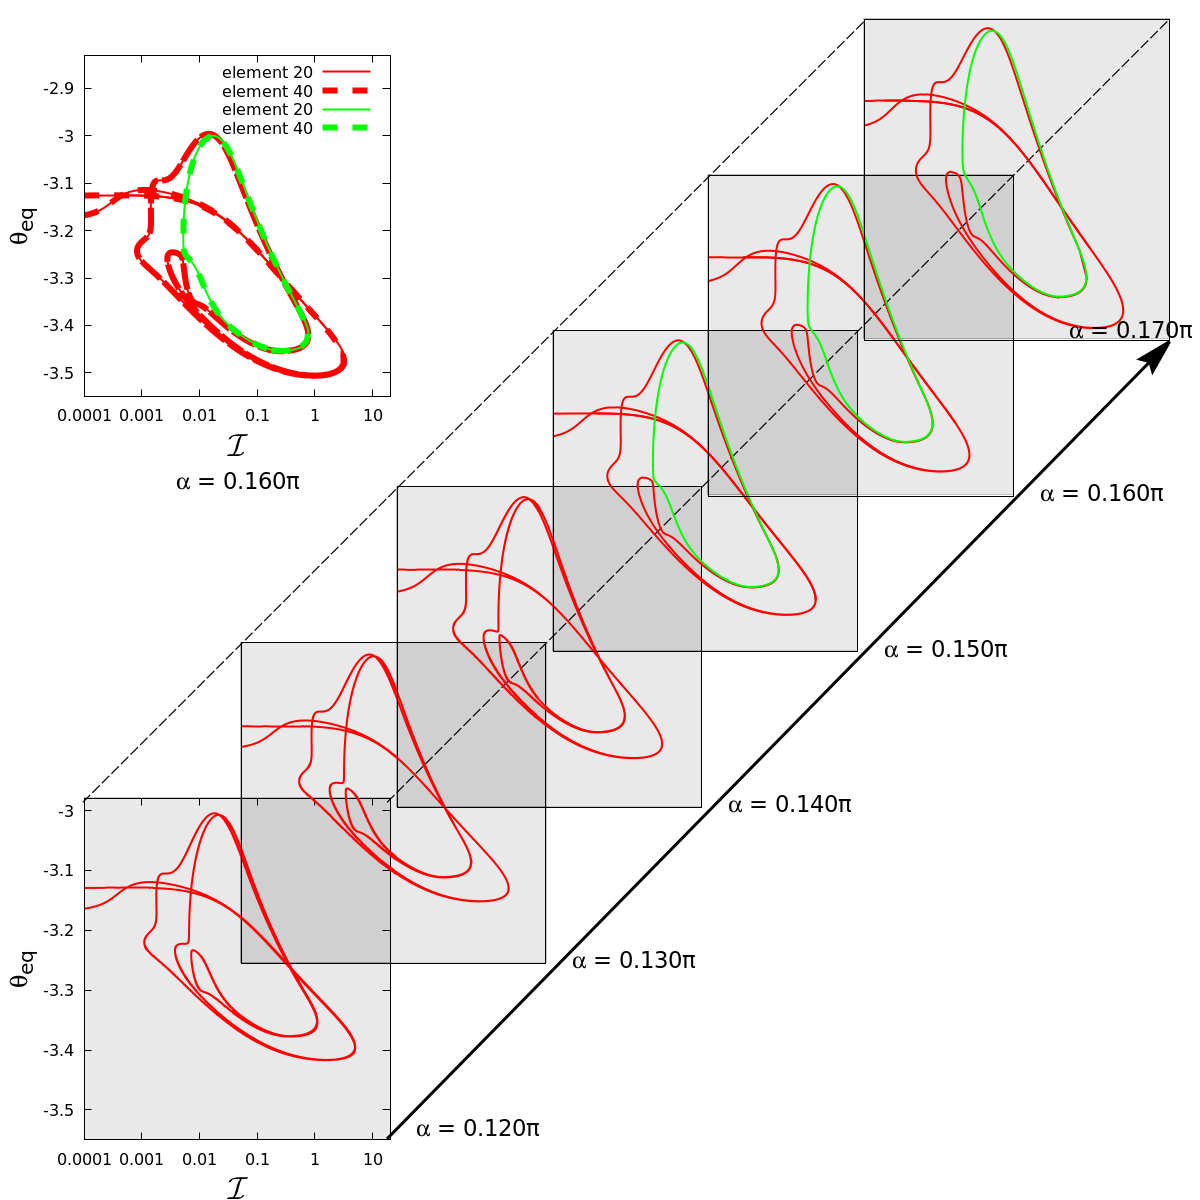 element 20
element 40
element 20
element 40
-2.9
-3
-3.1
-3.2
-3.3
-3.4
-3.5
θeq
0.0001 0.001 0.01 0.1 1 10
ℐ
α = 0.160π
α = 0.170π
α = 0.160π
α = 0.150π
α = 0.140π
α = 0.130π
α = 0.120π
-3
-3.1
-3.2
-3.3
-3.4
-3.5
θeq
0.0001 0.001 0.01 0.1 1 10
ℐ